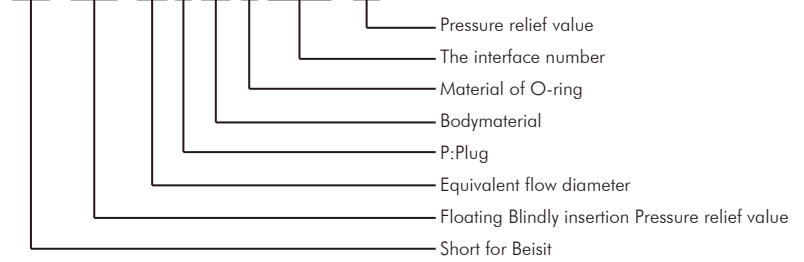 Pressure relief value
The interface number
Material of O-ring
Bodymaterial
P:Plug
Equivalent flow diameter
Floating Blindly insertion Pressure relief value
Short for Beisit